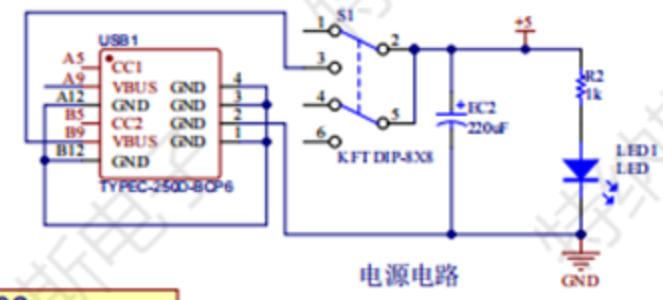 S1
+5
USB1
1
2
A5
CC1
3
A9
VBUS
GND
4
R2
1k
A12
GND
GND
3
4
B5
CC2
GND
2
5
EC2
220uF
B9
VBUS
GND
1
6
KFT DIP-8X8
LED1
LED
B12
GND
TYPEC-250D-BCP6
电源电路
GND